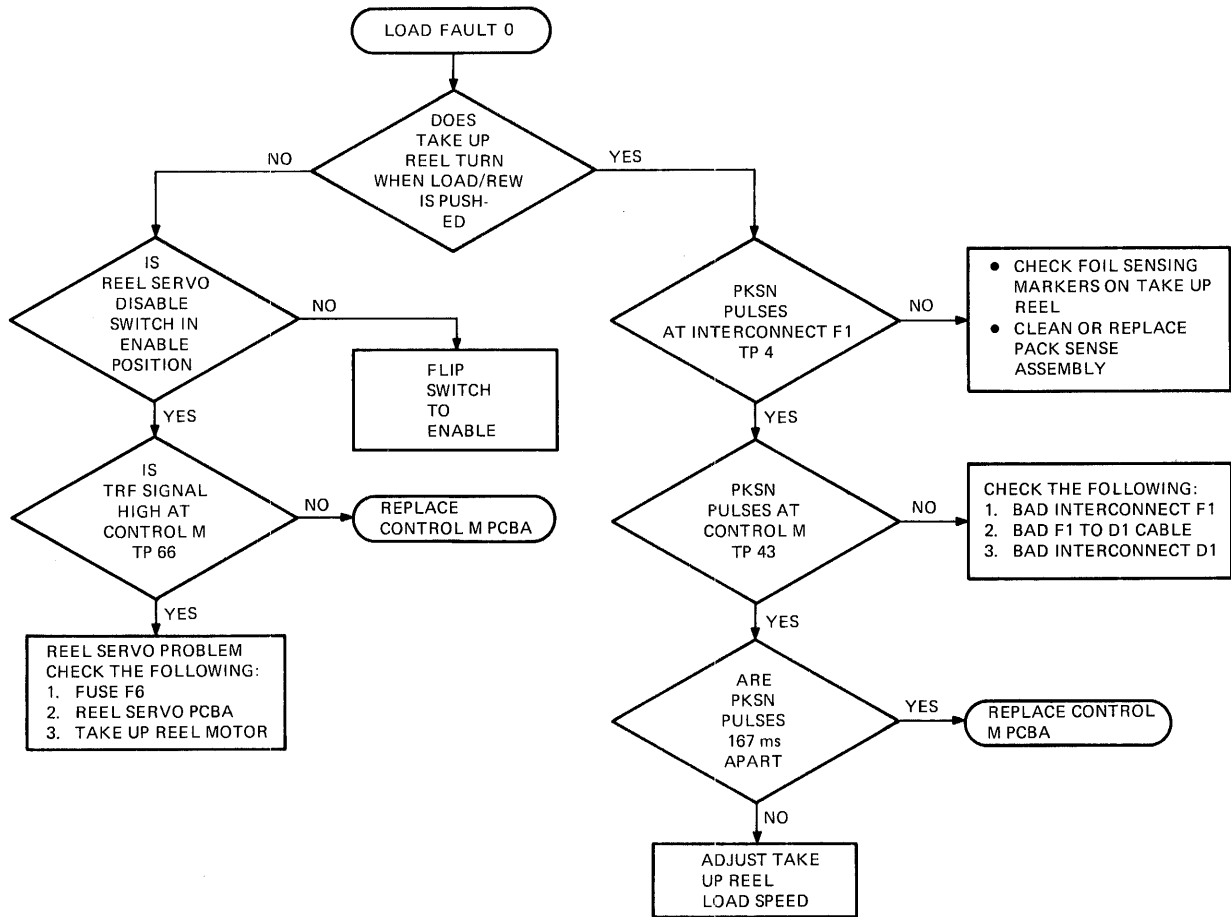 LOAD FAULT 0
DOES
TAKE UP
REEL TURN
WHEN LOAD/REW
IS PUSH-
ED
NO
YES
IS
REEL SERVO
DISABLE
SWITCH IN
ENABLE
POSITION
NO
FLIP
SWITCH
TO
ENABLE
YES
IS
TRF SIGNAL
HIGH AT
CONTROL M
TP 66
NO
REPLACE
CONTROL M PCBA
YES
REEL SERVO PROBLEM
CHECK THE FOLLOWING:
1. FUSE F6
2. REEL SERVO PCBA
3. TAKE UP REEL MOTOR
PKSN
PULSES
AT INTERCONNECT F1
TP 4
NO
● CHECK FOIL SENSING
MARKERS ON TAKE UP
REEL
● CLEAN OR REPLACE
PACK SENSE
ASSEMBLY
YES
PKSN
PULSES AT
CONTROL M
TP 43
NO
CHECK THE FOLLOWING:
1. BAD INTERCONNECT F1
2. BAD F1 TO D1 CABLE
3. BAD INTERCONNECT D1
YES
ARE
PKSN
PULSES
167 ms
APART
YES
REPLACE CONTROL
M PCBA
NO
ADJUST TAKE
UP REEL
LOAD SPEED